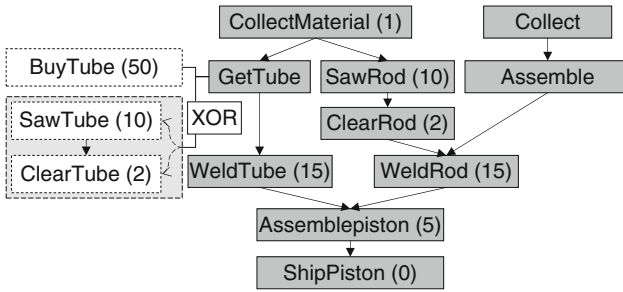 CollectMaterial (1)
Collect
BuyTube (50)
GetTube
SawRod (10)
Assemble
SawTube (10)
XOR
ClearRod (2)
ClearTube (2)
WeldTube (15)
WeldRod (15)
Assemblepiston (5)
ShipPiston (0)